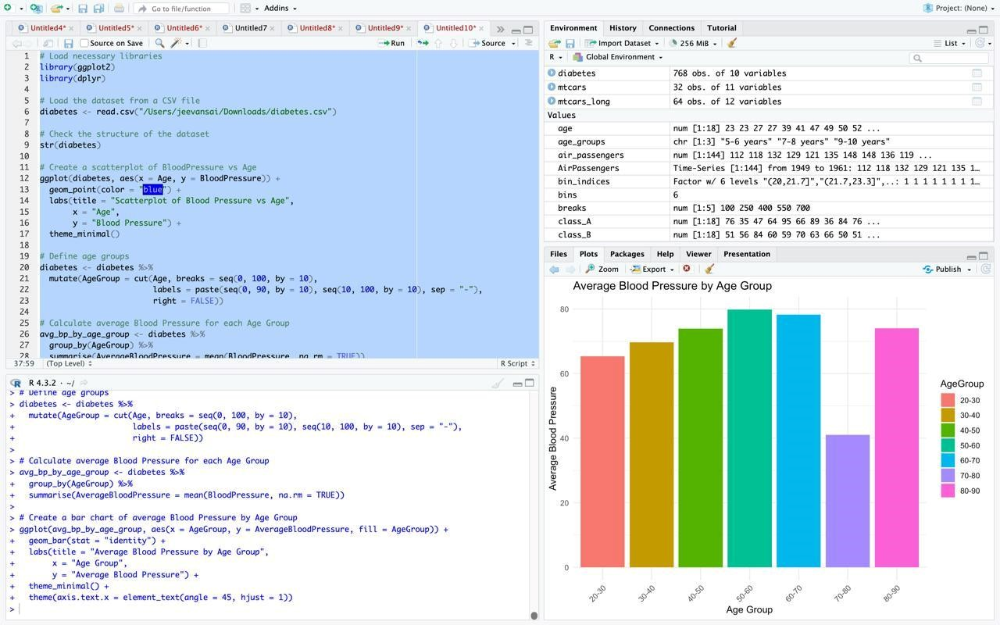 Go to file/function
Addins
Project: (None)
Untitled4*
Untitled5*
Untitled6*
Untitled7
Untitled8*
Untitled9*
Untitled10*
Source on Save
Run
Source
1 # Load necessary libraries
2 library(ggplot2)
3 library(dplyr)
4
5 # Load the dataset from a CSV file
6 diabetes <- read.csv("/Users/jeevansai/Downloads/diabetes.csv")
7
8 # Check the structure of the dataset
9 str(diabetes)
10
11 # Create a scatterplot of BloodPressure vs Age
12 ggplot(diabetes, aes(x = Age, y = BloodPressure)) +
13   geom_point(color = "blue") +
14   labs(title = "Scatterplot of Blood Pressure vs Age",
15        x = "Age",
16        y = "Blood Pressure") +
17   theme_minimal()
18
19 # Define age groups
20 diabetes <- diabetes %>%
21   mutate(AgeGroup = cut(Age, breaks = seq(0, 100, by = 10),
22                         labels = paste(seq(0, 90, by = 10), seq(10, 100, by = 10), sep = "-"),
23                         right = FALSE))
24
25 # Calculate average Blood Pressure for each Age Group
26 avg_bp_by_age_group <- diabetes %>%
27   group_by(AgeGroup) %>%
28   summarise(AverageBloodPressure = mean(BloodPressure, na.rm = TRUE))
37:59 (Top Level) R Script
R 4.3.2 · ~/
> # Define age groups
> diabetes <- diabetes %>%
+   mutate(AgeGroup = cut(Age, breaks = seq(0, 100, by = 10),
+                         labels = paste(seq(0, 90, by = 10), seq(10, 100, by = 10), sep = "-"),
+                         right = FALSE))
>
> # Calculate average Blood Pressure for each Age Group
> avg_bp_by_age_group <- diabetes %>%
+   group_by(AgeGroup) %>%
+   summarise(AverageBloodPressure = mean(BloodPressure, na.rm = TRUE))
>
> # Create a bar chart of average Blood Pressure by Age Group
> ggplot(avg_bp_by_age_group, aes(x = AgeGroup, y = AverageBloodPressure, fill = AgeGroup)) +
+   geom_bar(stat = "identity") +
+   labs(title = "Average Blood Pressure by Age Group",
+        x = "Age Group",
+        y = "Average Blood Pressure") +
+   theme_minimal() +
+   theme(axis.text.x = element_text(angle = 45, hjust = 1))
>
Environment History Connections Tutorial
Import Dataset 256 MiB List
R Global Environment
diabetes 768 obs. of 10 variables
mtcars 32 obs. of 11 variables
mtcars_long 64 obs. of 12 variables
Values
age num [1:18] 23 23 27 27 39 41 47 49 50 52 ...
age_groups chr [1:3] "5-6 years" "7-8 years" "9-10 years"
air_passengers num [1:144] 112 118 132 129 121 135 148 148 136 119 ...
AirPassengers Time-Series [1:144] from 1949 to 1961: 112 118 132 129 121 135 1…
bin_indices Factor w/ 6 levels "(20,21.7]","(21.7,23.3]",..: 1 1 1 1 1 1 1 1…
bins 6
breaks num [1:5] 100 250 400 550 700
class_A num [1:18] 76 35 47 64 95 66 89 36 84 76 ...
class_B num [1:18] 51 56 84 60 59 70 63 66 50 51 ...
Files Plots Packages Help Viewer Presentation
Zoom Export Publish
Average Blood Pressure by Age Group
80
60
40
20
0
Average Blood Pressure
20-30
30-40
40-50
50-60
60-70
70-80
80-90
Age Group
AgeGroup
20-30
30-40
40-50
50-60
60-70
70-80
80-90